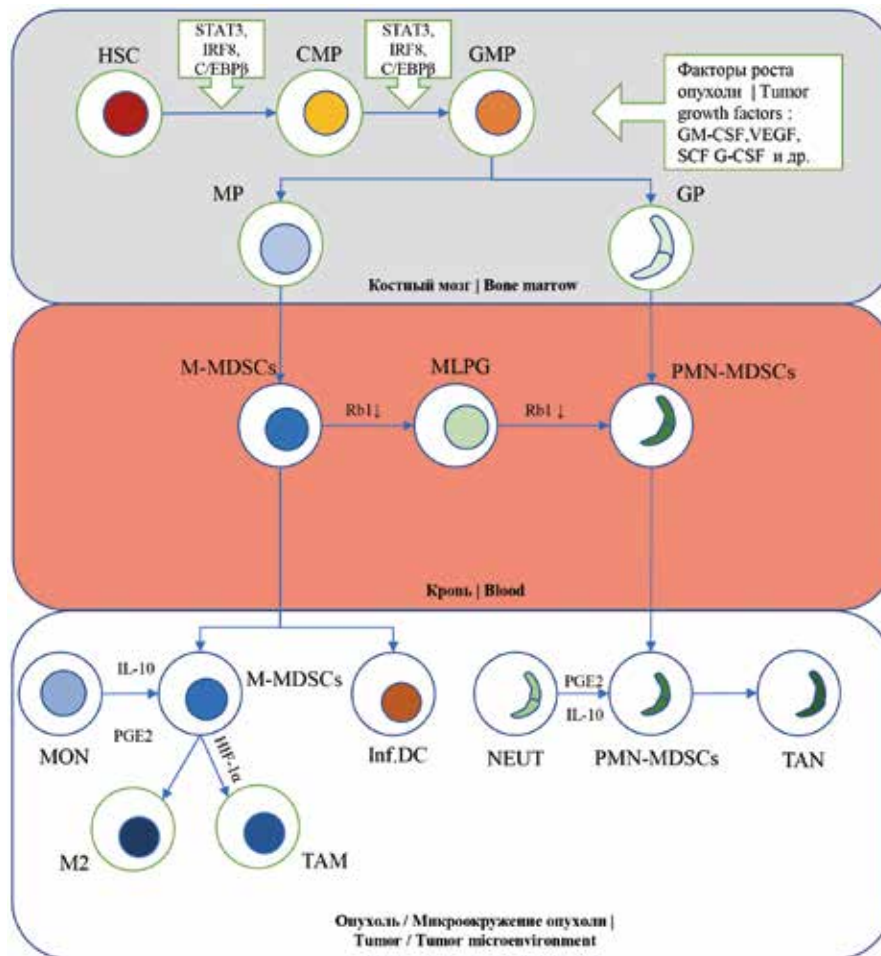 HSC
STAT3,
IRF8,
C/EBPβ
CMP
STAT3,
IRF8,
C/EBPβ
GMP
Факторы роста
опухоли | Tumor
growth factors :
GM-CSF,VEGF,
SCF G-CSF и др.
MP
GP
Костный мозг | Bone marrow
M-MDSCs
MLPG
PMN-MDSCs
Rb1↓
Rb1 ↓
Кровь | Blood
IL-10
M-MDSCs
PGE2
IL-10
PGE2
HIF-1α
MON
Inf.DC
NEUT
PMN-MDSCs
TAN
M2
TAM
Опухоль / Микроокружение опухоли |
Tumor / Tumor microenvironment